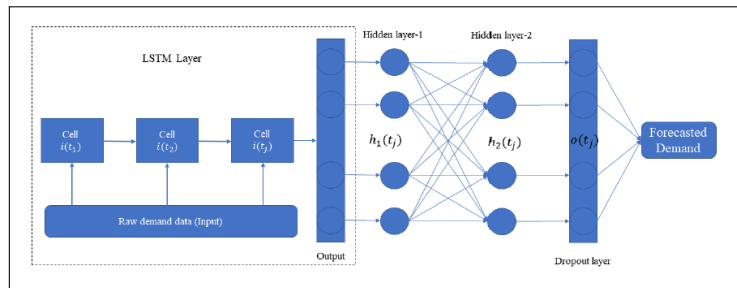 Hidden layer-1
Hidden layer-2
LSTM Layer
Cell
i(t₁)
Cell
i(t₂)
Cell
i(tⱼ)
h₁(tⱼ)
h₂(tⱼ)
o(tⱼ)
Forecasted
Demand
Raw demand data (Input)
Output
Dropout layer